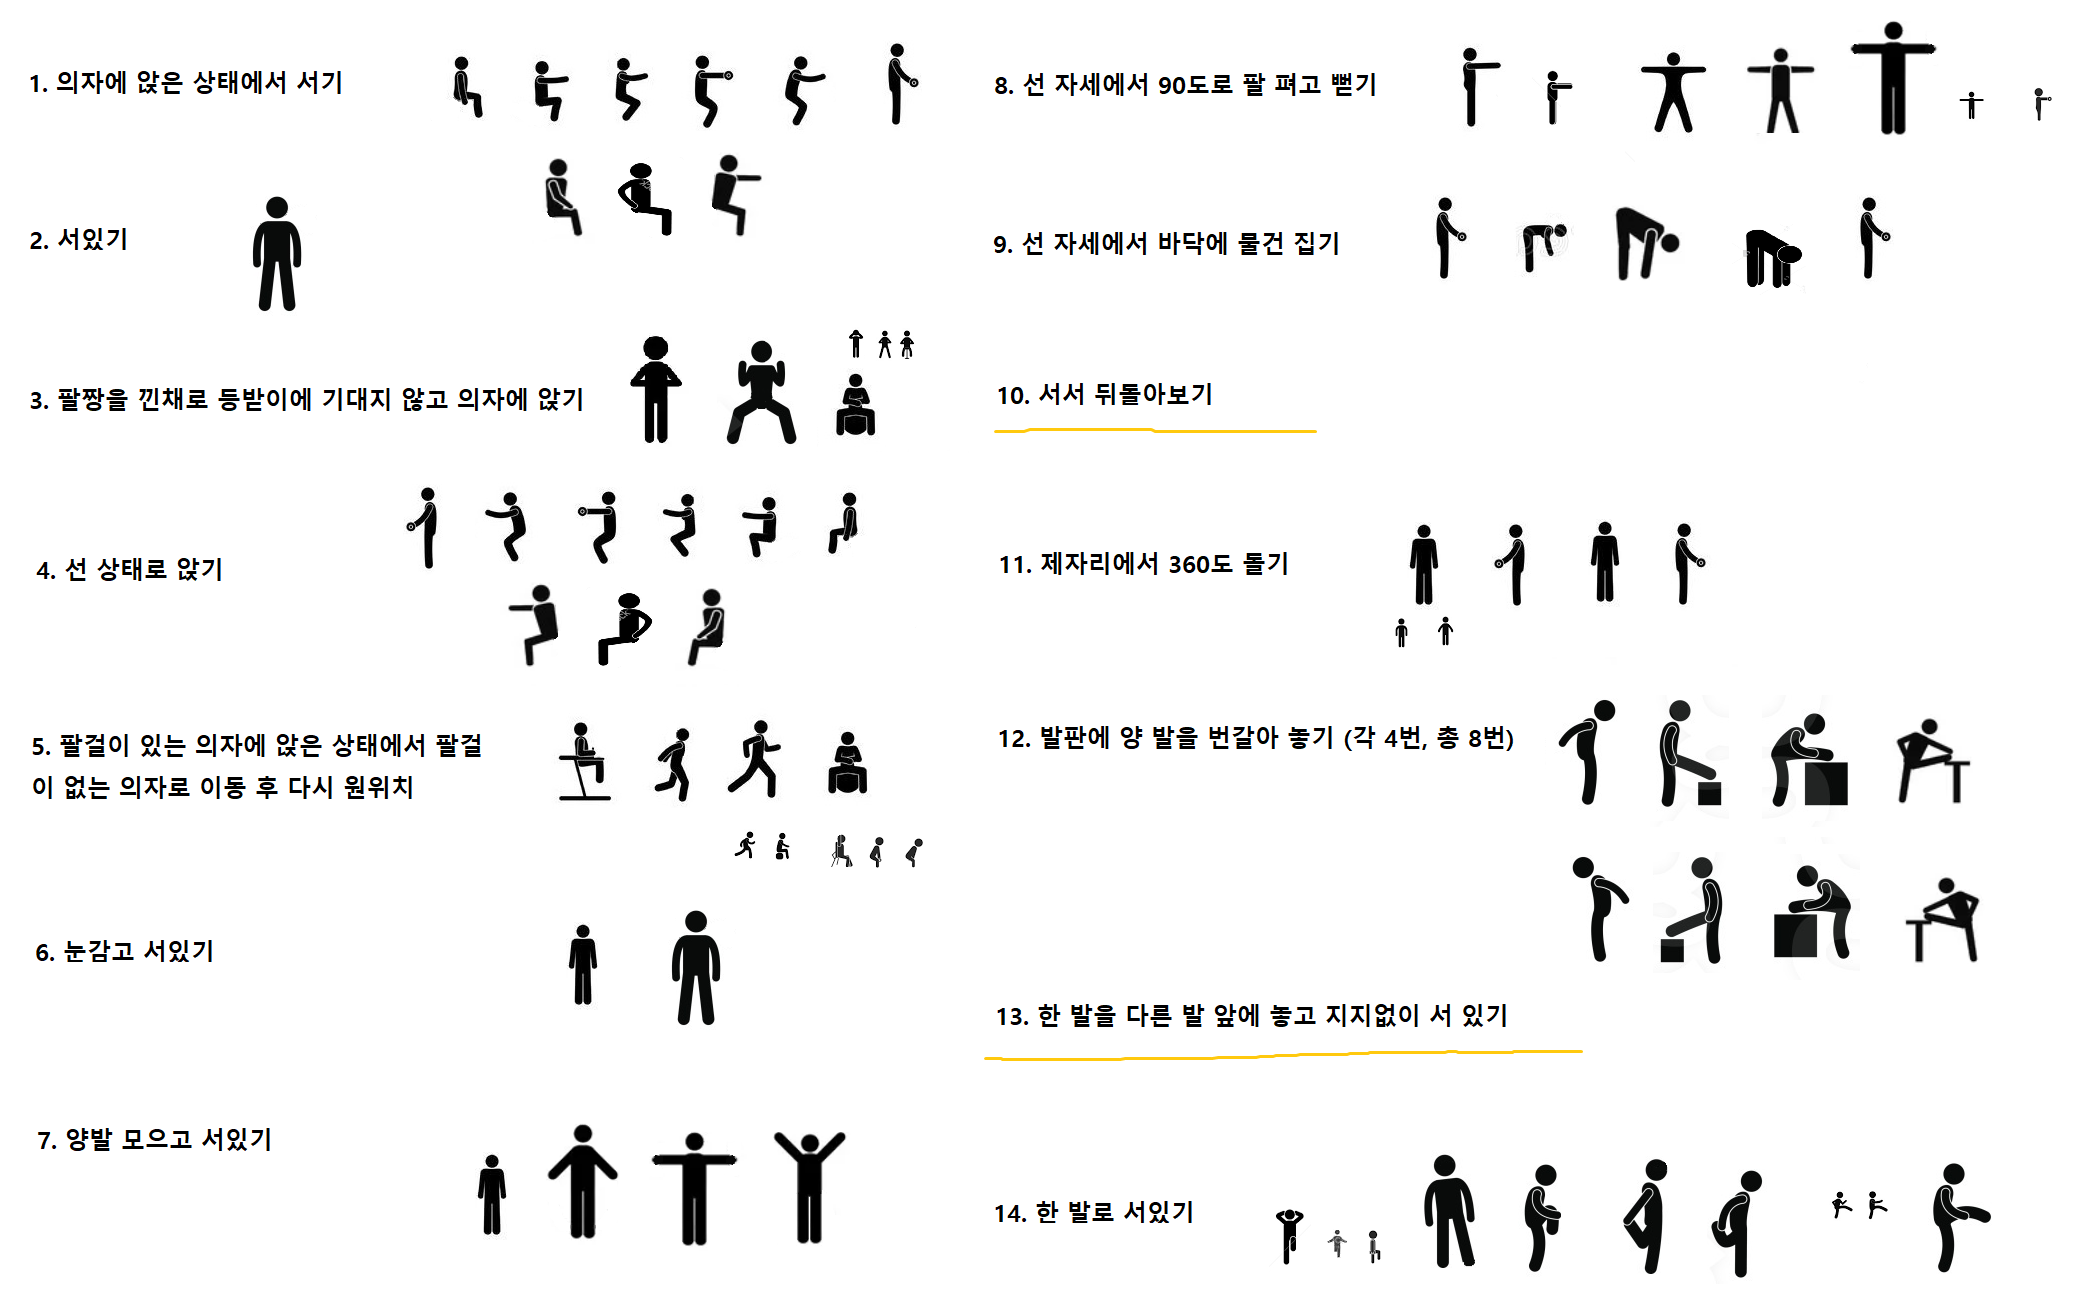 1. 의자에 앉은 상태에서 서기
2. 서있기
3. 팔짱을 낀채로 등받이에 기대지 않고 의자에 앉기
4. 선 상태로 앉기
5. 팔걸이 있는 의자에 앉은 상태에서 팔걸
이 없는 의자로 이동 후 다시 원위치
6. 눈감고 서있기
7. 양발 모으고 서있기
8. 선 자세에서 90도로 팔 펴고 뻗기
9. 선 자세에서 바닥에 물건 집기
10. 서서 뒤돌아보기
11. 제자리에서 360도 돌기
12. 발판에 양 발을 번갈아 놓기 (각 4번, 총 8번)
13. 한 발을 다른 발 앞에 놓고 지지없이 서 있기
14. 한 발로 서있기